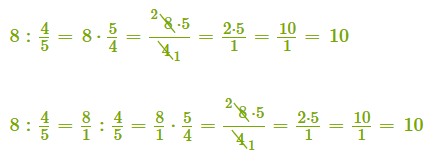 8 : 4/5 = 8 · 5/4 = 2 8 · 5 / 4 1 = 2·5/1 = 10/1 = 10
8 : 4/5 = 8/1 : 4/5 = 8/1 · 5/4 = 2 8 · 5 / 4 1 = 2·5/1 = 10/1 = 10